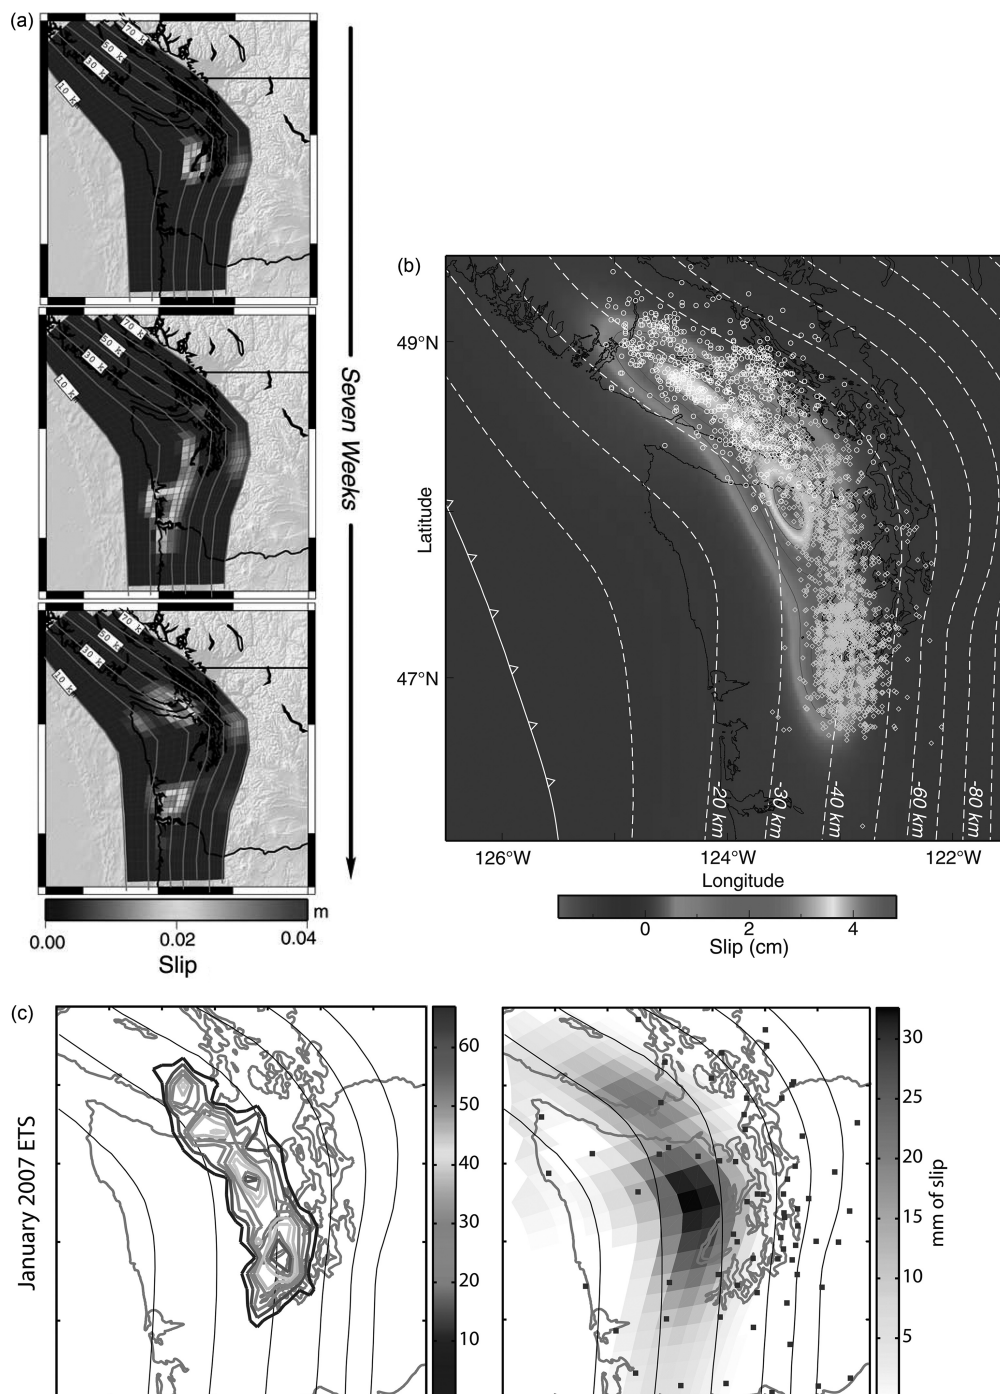 (a)
70 k
50 k
30 k
10 k
70 k
50 k
30 k
10 k
70 k
50 k
30 k
10 k
Seven Weeks
m
0.00
0.02
0.04
Slip
(b)
49°N
47°N
Latitude
20 km
30 km
40 km
60 km
80 km
126°W
124°W
122°W
Longitude
0
2
4
Slip (cm)
(c)
January 2007 ETS
60
50
40
30
20
10
30
25
20
15
10
5
mm of slip